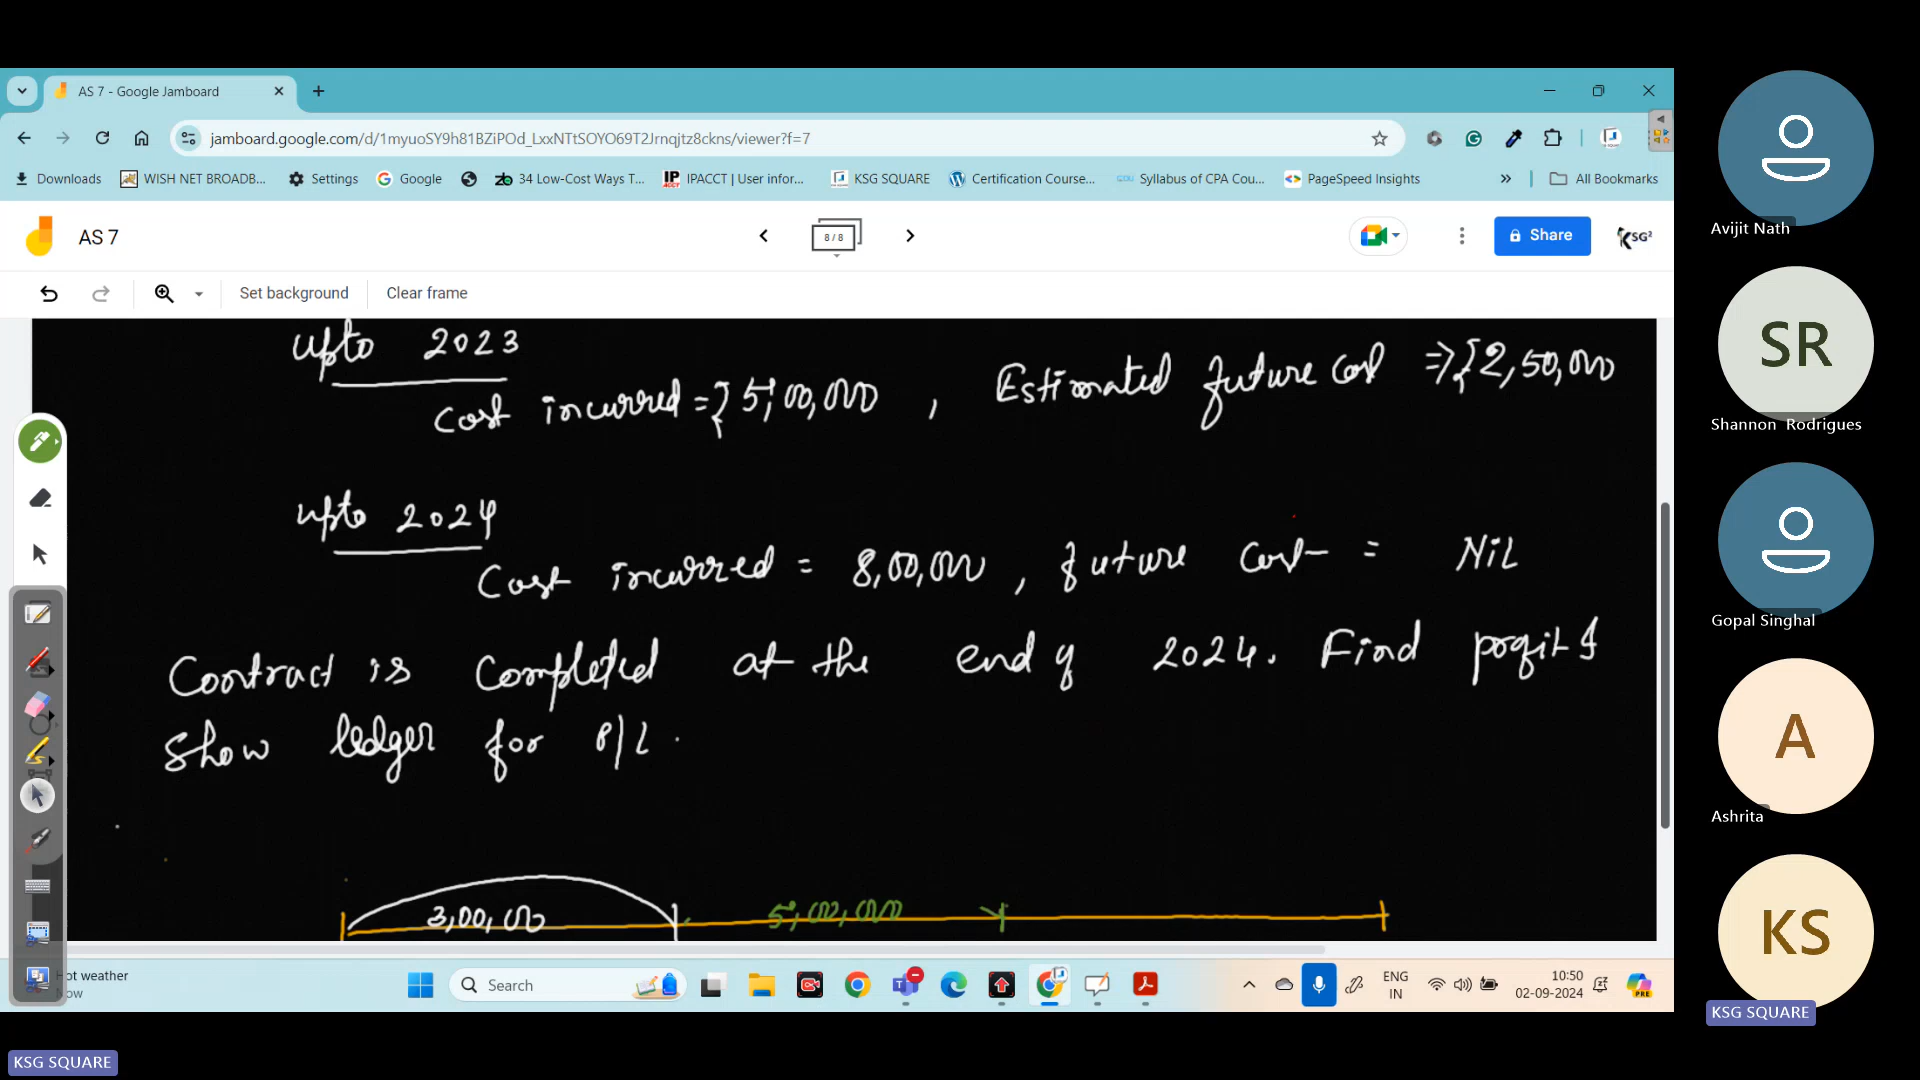 AS 7 - Google Jamboard
jamboard.google.com/d/1myuoSY9h81BZiPOd_LxxNTtSOYO69T2Jrnqjtz8ckns/viewer?f=7
Downloads WISH NET BROADB... Settings Google 34 Low-Cost Ways T... IPACCT | User infor... KSG SQUARE Certification Course... Syllabus of CPA Cou... PageSpeed Insights » All Bookmarks
AS 7 8 / 8 Share KSG²
Set background Clear frame
upto 2023
Cost incurred = ₹ 5,00,000 , Estimated future cost => ₹ 2,50,000
upto 2024
Cost incurred = 8,00,000 , future cost = Nil
Contract is completed at the end of 2024. Find profit &
show ledger for P/L.
3,00,000 5,00,000
Hot weather
Now
Search
ENG
IN
10:50
02-09-2024
Avijit Nath
SR
Shannon Rodrigues
Gopal Singhal
A
Ashrita
KS
KSG SQUARE
KSG SQUARE